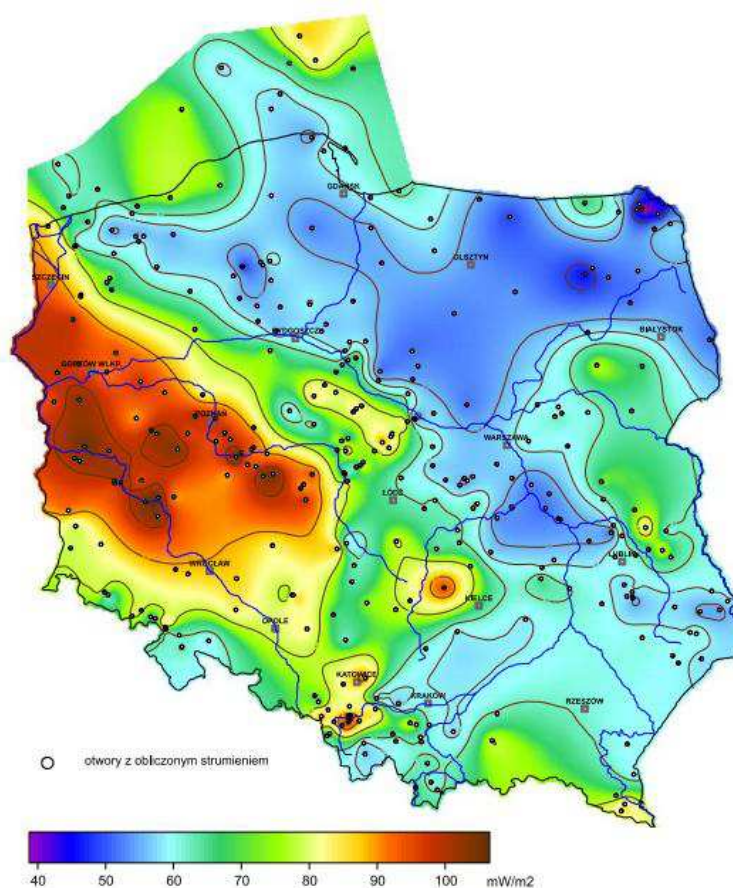 GDAŃSK
OLSZTYN
SZCZECIN
BYDGOSZCZ
BIAŁYSTOK
GORZÓW WLKP.
POZNAŃ
WARSZAWA
ŁÓDŹ
WROCŁAW
LUBLIN
KIELCE
OPOLE
KATOWICE
KRAKÓW
RZESZÓW
otwory z obliczonym strumieniem
40 50 60 70 80 90 100 mW/m2